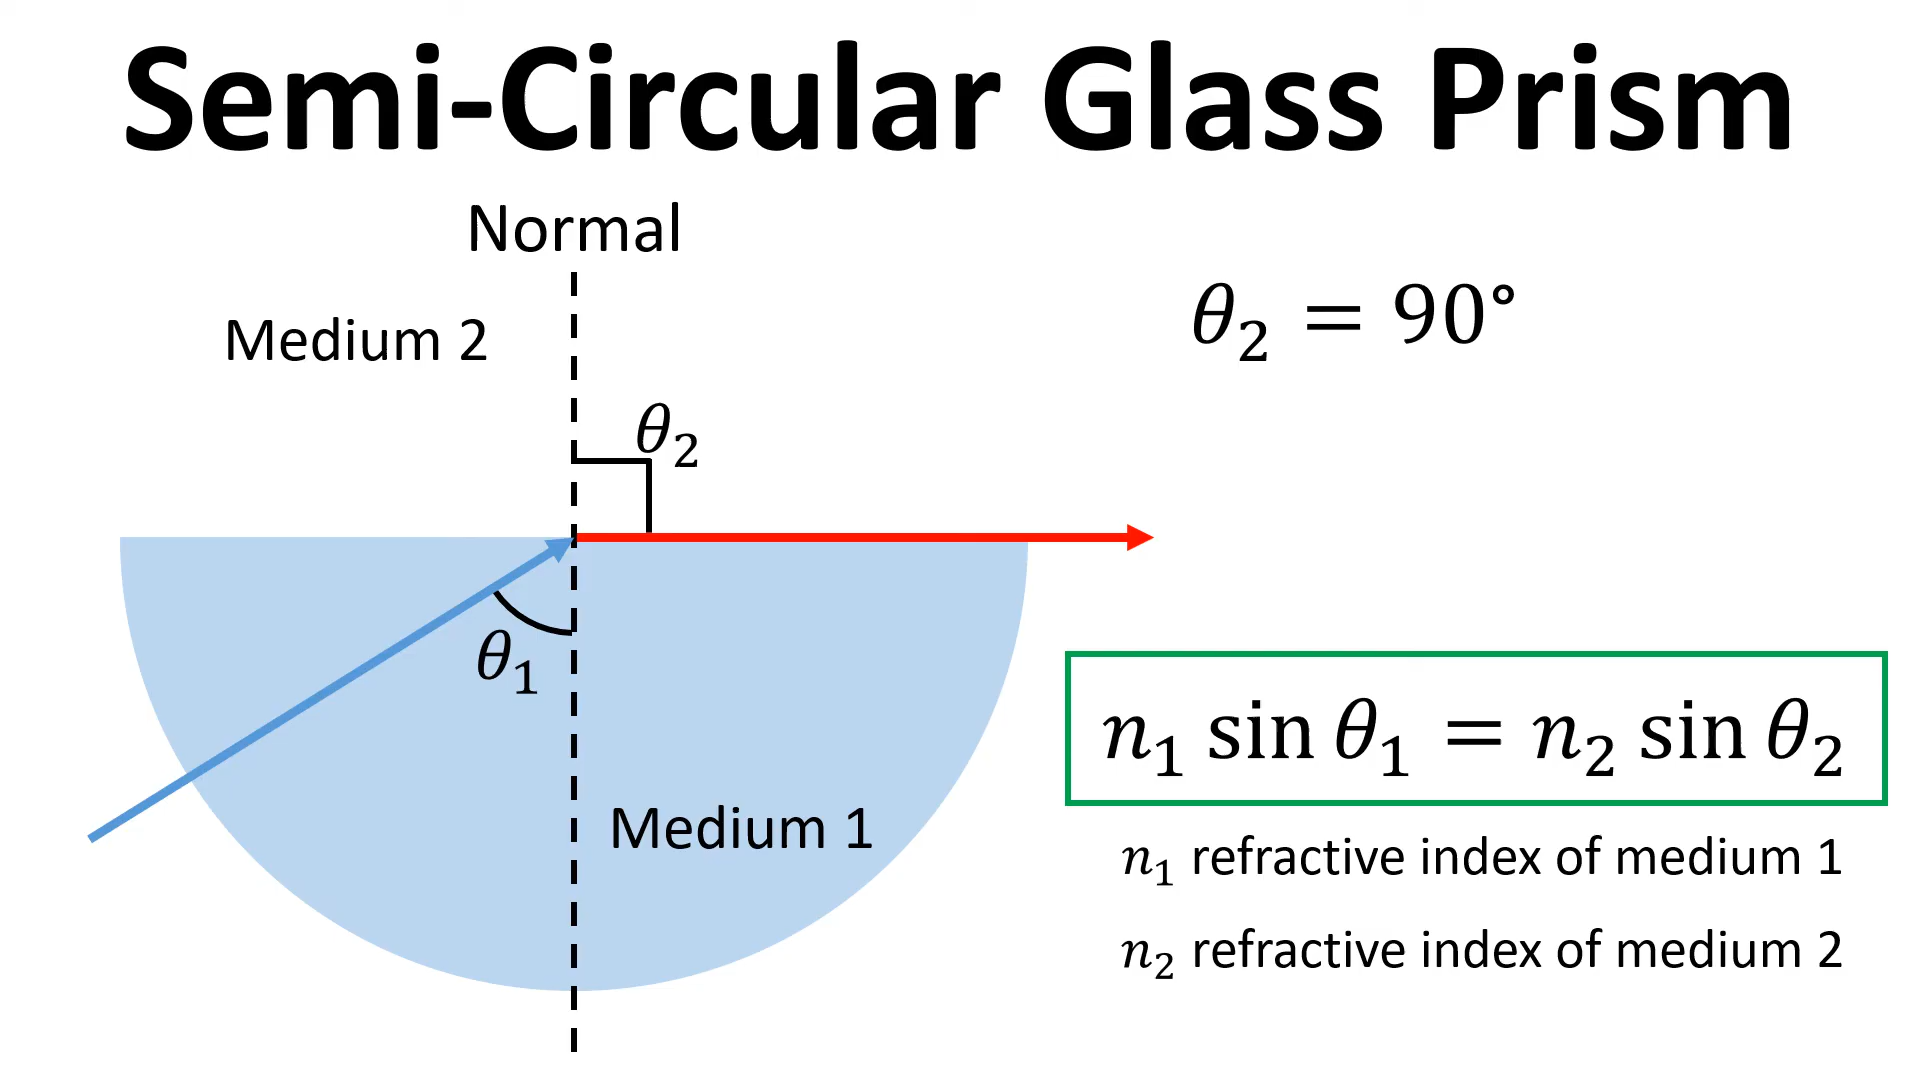 Semi-Circular Glass Prism
Normal
Medium 2
θ₂ = 90°
θ₂
θ₁
Medium 1
n₁ sin θ₁ = n₂ sin θ₂
n₁ refractive index of medium 1
n₂ refractive index of medium 2